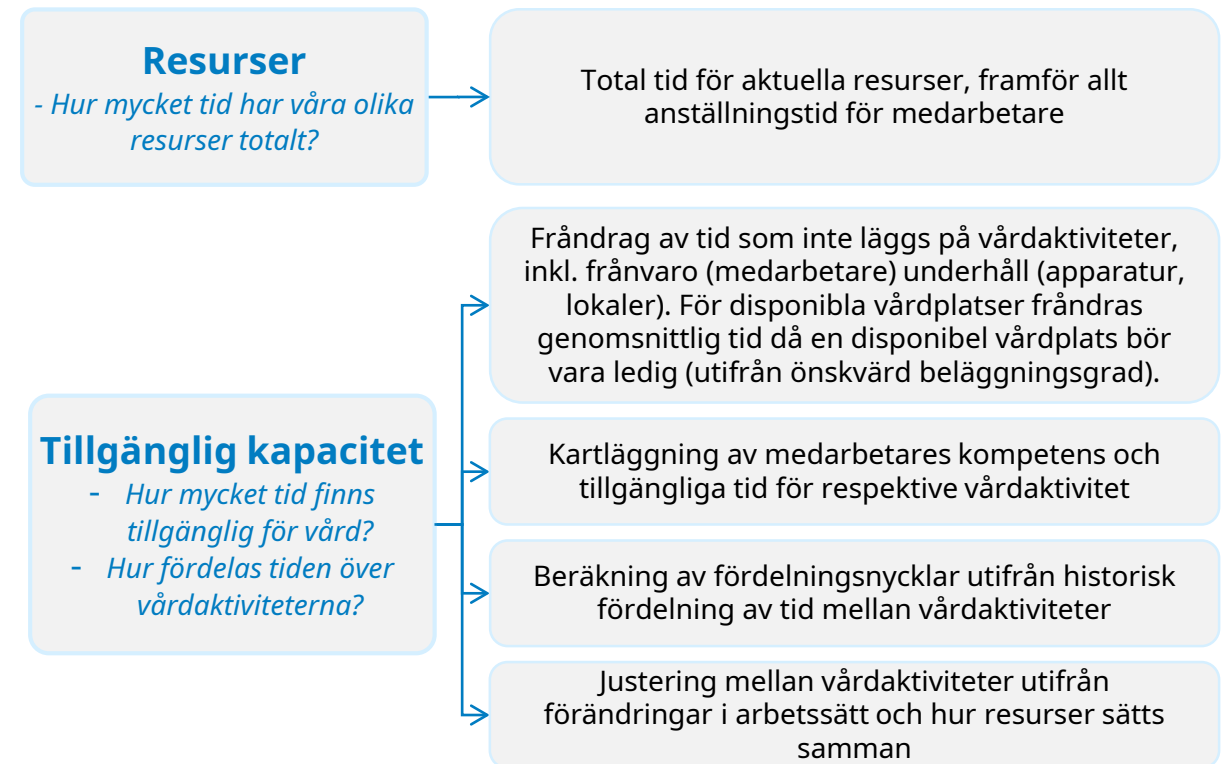 Resurser
- Hur mycket tid har våra olika
resurser totalt?
Total tid för aktuella resurser, framför allt
anställningstid för medarbetare
Tillgänglig kapacitet
- Hur mycket tid finns
tillgänglig för vård?
- Hur fördelas tiden över
vårdaktiviteterna?
Fråndrag av tid som inte läggs på vårdaktiviteter,
inkl. frånvaro (medarbetare) underhåll (apparatur,
lokaler). För disponibla vårdplatser fråndras
genomsnittlig tid då en disponibel vårdplats bör
vara ledig (utifrån önskvärd beläggningsgrad).
Kartläggning av medarbetares kompetens och
tillgängliga tid för respektive vårdaktivitet
Beräkning av fördelningsnycklar utifrån historisk
fördelning av tid mellan vårdaktiviteter
Justering mellan vårdaktiviteter utifrån
förändringar i arbetssätt och hur resurser sätts
samman